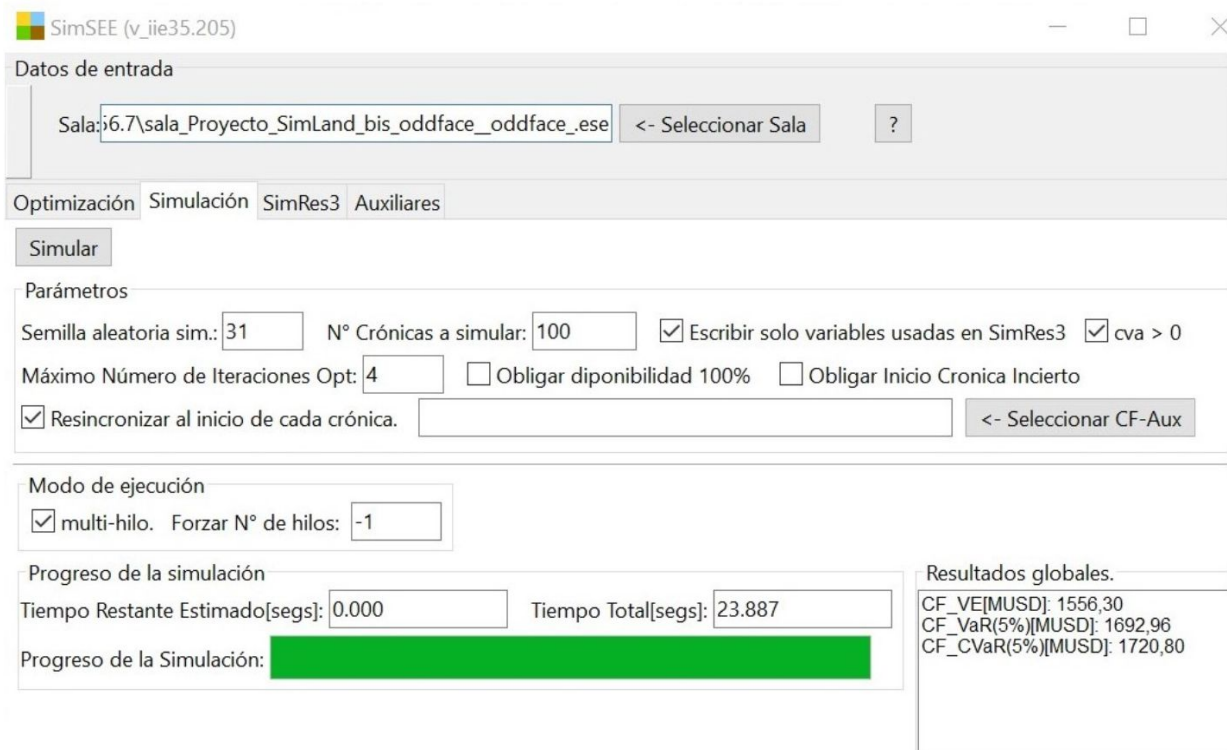 SimSEE (v_iie35.205)
Datos de entrada
Sala: 56.7\sala_Proyecto_SimLand_bis_oddface__oddface_.ese <- Seleccionar Sala ?
Optimización Simulación SimRes3 Auxiliares
Simular
Parámetros
Semilla aleatoria sim.: 31 N° Crónicas a simular: 100 Escribir solo variables usadas en SimRes3 cva > 0
Máximo Número de Iteraciones Opt: 4 Obligar diponibilidad 100% Obligar Inicio Cronica Incierto
Resincronizar al inicio de cada crónica. <- Seleccionar CF-Aux
Modo de ejecución
multi-hilo. Forzar N° de hilos: -1
Progreso de la simulación
Tiempo Restante Estimado[segs]: 0.000 Tiempo Total[segs]: 23.887
Progreso de la Simulación:
Resultados globales.
CF_VE[MUSD]: 1556,30
CF_VaR(5%)[MUSD]: 1692,96
CF_CVaR(5%)[MUSD]: 1720,80